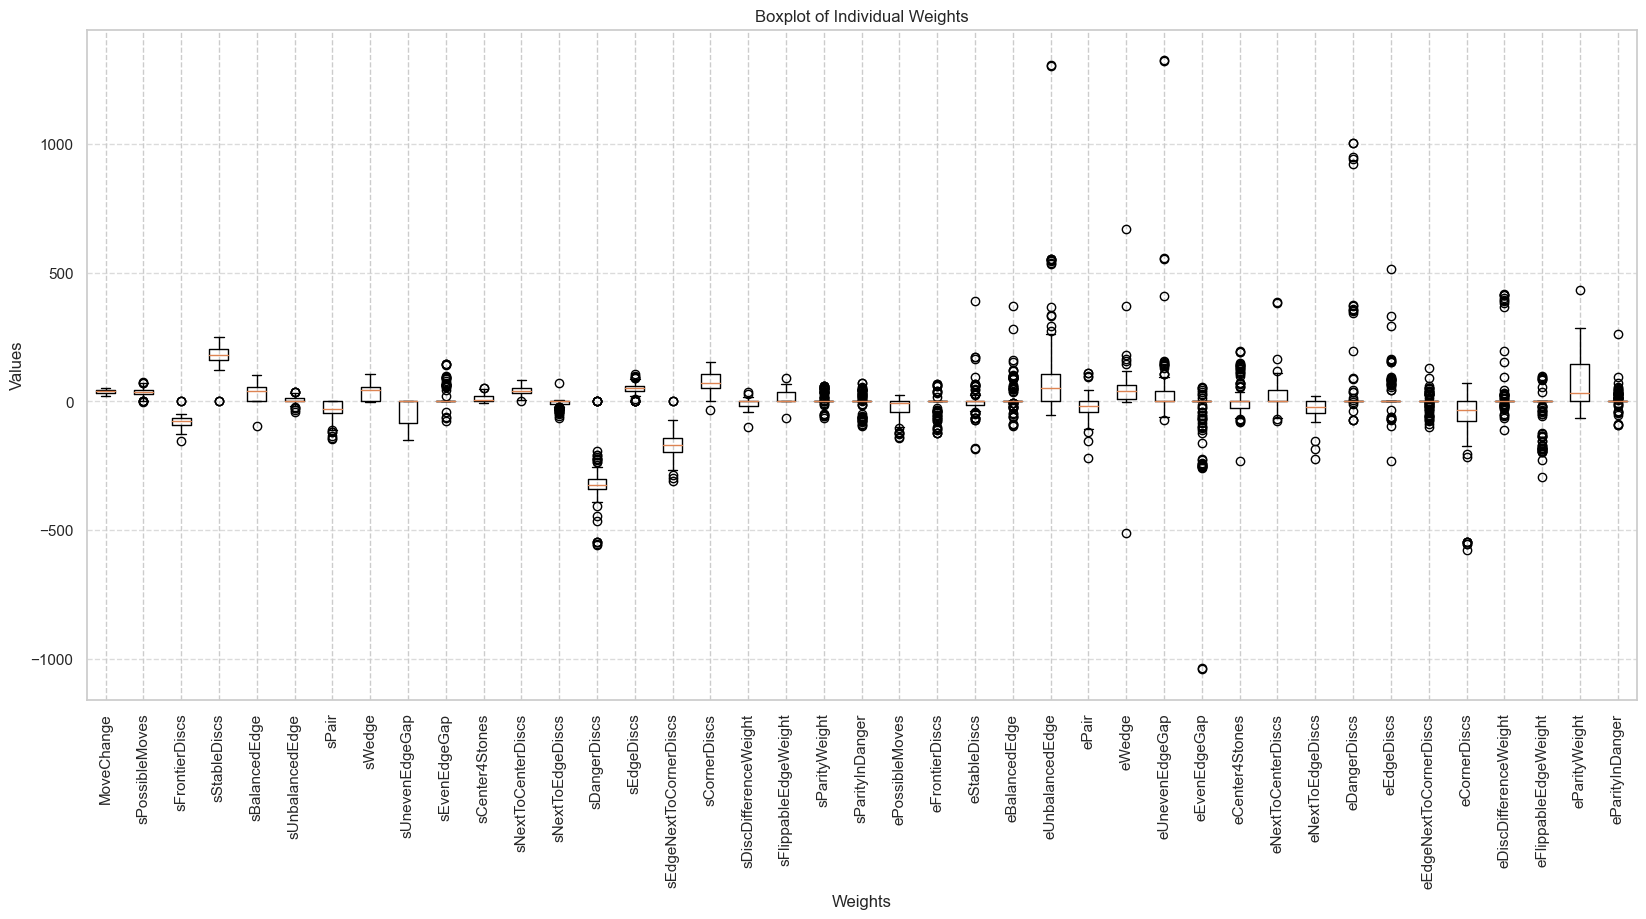 Boxplot of Individual Weights
Values
1000
500
0
−500
−1000
MoveChange
sPossibleMoves
sFrontierDiscs
sStableDiscs
sBalancedEdge
sUnbalancedEdge
sPair
sWedge
sUnevenEdgeGap
sEvenEdgeGap
sCenter4Stones
sNextToCenterDiscs
sNextToEdgeDiscs
sDangerDiscs
sEdgeDiscs
sEdgeNextToCornerDiscs
sCornerDiscs
sDiscDifferenceWeight
sFlippableEdgeWeight
sParityWeight
sParityInDanger
ePossibleMoves
eFrontierDiscs
eStableDiscs
eBalancedEdge
eUnbalancedEdge
ePair
eWedge
eUnevenEdgeGap
eEvenEdgeGap
eCenter4Stones
eNextToCenterDiscs
eNextToEdgeDiscs
eDangerDiscs
eEdgeDiscs
eEdgeNextToCornerDiscs
eCornerDiscs
eDiscDifferenceWeight
eFlippableEdgeWeight
eParityWeight
eParityInDanger
Weights